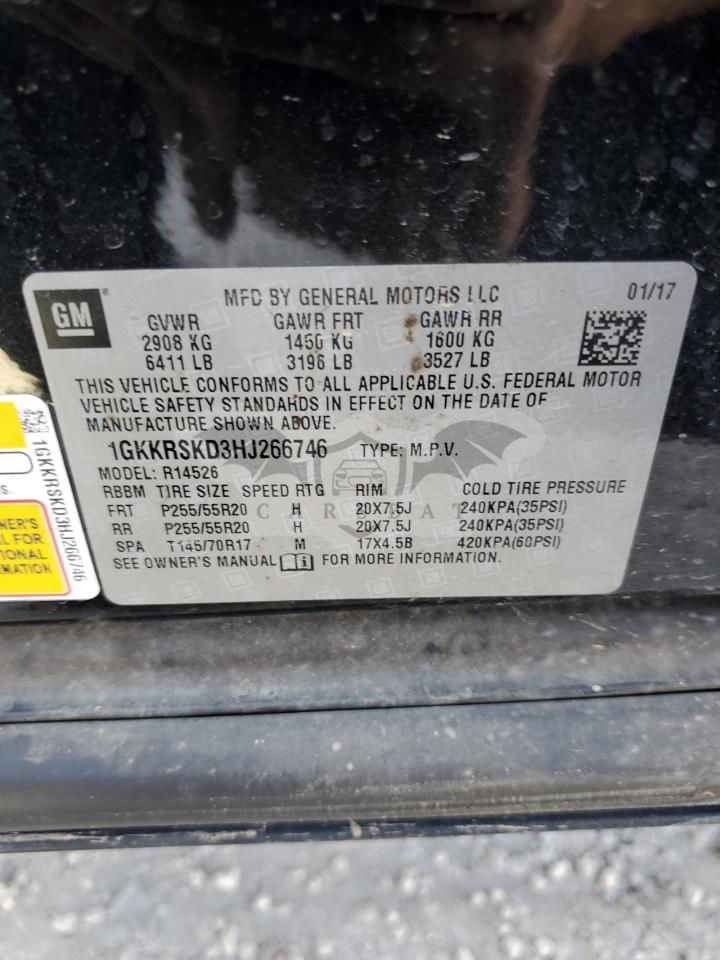 GM
MFD BY GENERAL MOTORS LLC 01/17
GVWR GAWR FRT GAWR RR
2908 KG 1450 KG 1600 KG
6411 LB 3196 LB 3527 LB
THIS VEHICLE CONFORMS TO ALL APPLICABLE U.S. FEDERAL MOTOR
VEHICLE SAFETY STANDARDS IN EFFECT ON THE DATE OF
MANUFACTURE SHOWN ABOVE.
1GKKRSKD3HJ266746 TYPE: M.P.V.
MODEL: R14526
RBBM TIRE SIZE SPEED RTG RIM COLD TIRE PRESSURE
FRT P255/55R20 H 20X7.5J 240KPA(35PSI)
RR P255/55R20 H 20X7.5J 240KPA(35PSI)
SPA T145/70R17 M 17X4.5B 420KPA(60PSI)
SEE OWNER'S MANUAL FOR MORE INFORMATION.
1GKKRSKD3HJ266746